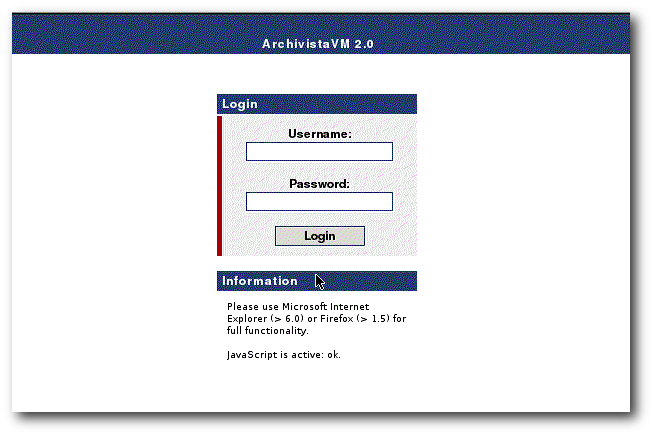 ArchivistaVM 2.0
Login
Username:
Password:
Login
Information
Please use Microsoft Internet
Explorer (> 6.0) or Firefox (> 1.5) for
full functionality.
JavaScript is active: ok.